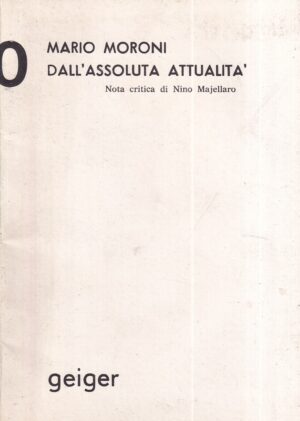 0
MARIO MORONI
DALL'ASSOLUTA ATTUALITA'
Nota critica di Nino Majellaro
geiger